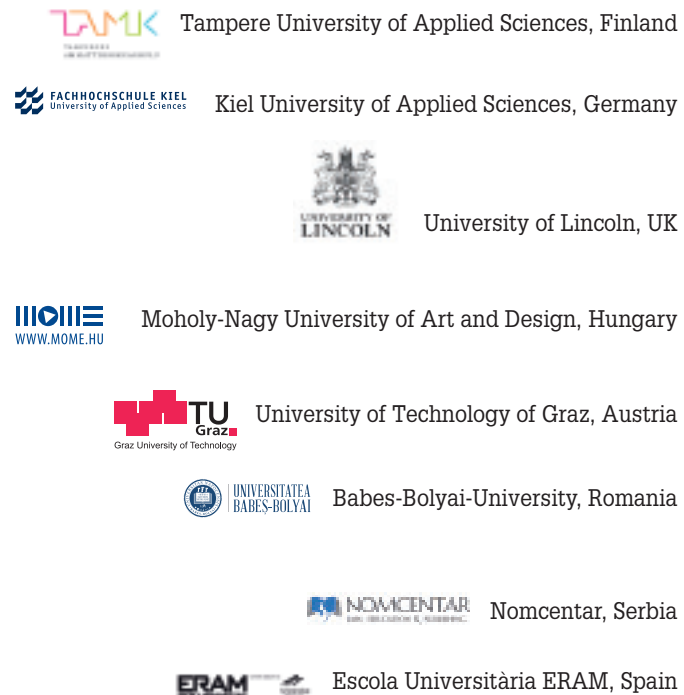 TAMK Tampere University of Applied Sciences, Finland
FACHHOCHSCHULE KIEL
University of Applied Sciences
Kiel University of Applied Sciences, Germany
UNIVERSITY OF
LINCOLN
University of Lincoln, UK
Moholy-Nagy University of Art and Design, Hungary
WWW.MOME.HU
TU
Graz
Graz University of Technology
University of Technology of Graz, Austria
UNIVERSITATEA
BABEŞ-BOLYAI
Babes-Bolyai-University, Romania
NOMCENTAR Nomcentar, Serbia
ERAM Escola Universitària ERAM, Spain